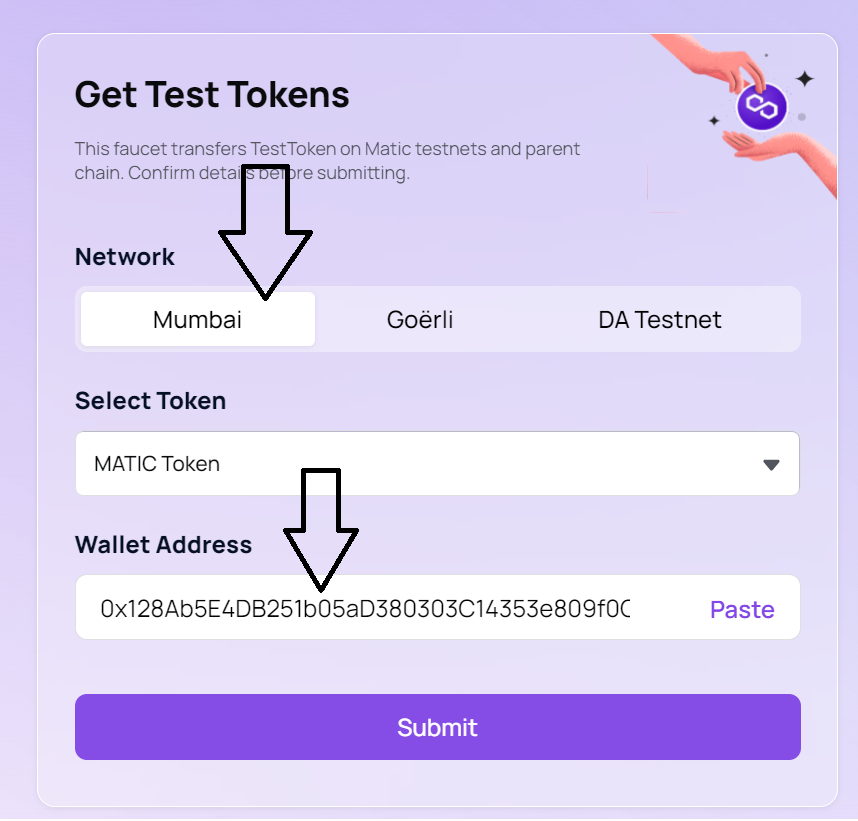 Get Test Tokens
This faucet transfers TestToken on Matic testnets and parent
chain. Confirm details before submitting.
Network
Mumbai Goërli DA Testnet
Select Token
MATIC Token
Wallet Address
0x128Ab5E4DB251b05aD380303C14353e809f0 Paste
Submit